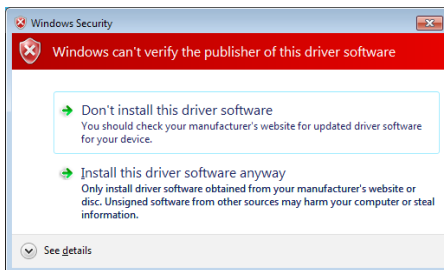 Windows Security
Windows can't verify the publisher of this driver software
Don't install this driver software
You should check your manufacturer's website for updated driver software
for your device.
Install this driver software anyway
Only install driver software obtained from your manufacturer's website or
disc. Unsigned software from other sources may harm your computer or steal
information.
See details